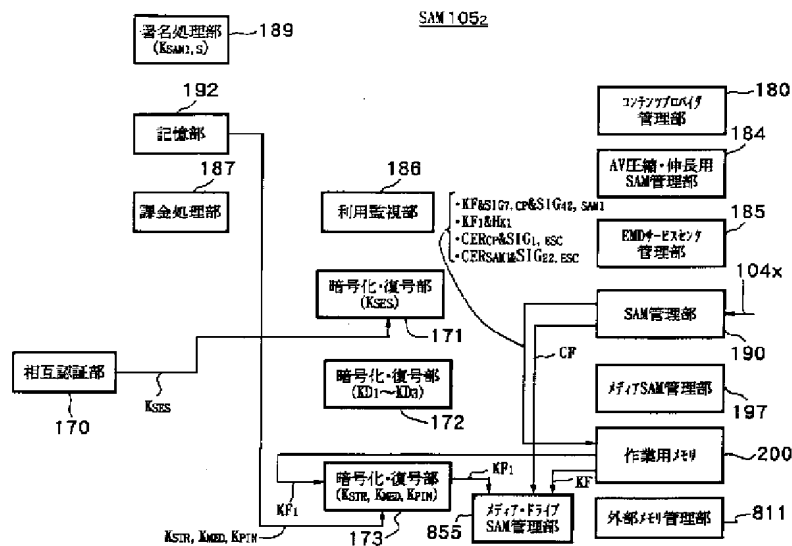 SAM 105₂
署名処理部
(KSAM1,S)
189
192
記憶部
187
課金処理部
186
利用監視部
・KF&SIG7,CP&SIG42,SAM1
・KF1&HK1
・CERCP&SIG1,ESC
・CERSAM1&SIG22,ESC
180
コンテンツプロバイダ
管理部
184
AV圧縮・伸長用
SAM管理部
185
EMDサービスセンタ
管理部
104x
SAM管理部
190
暗号化・復号部
(KSES)
171
CF
相互認証部
170
KSES
暗号化・復号部
(KD1～KD3)
172
メディアSAM管理部
197
作業用メモリ
200
KF1
暗号化・復号部
(KSTR, KMED, KPIN)
173
KF1
KF
855
メディア・ドライブ
SAM管理部
外部メモリ管理部
811
KSTR, KMED, KPIN